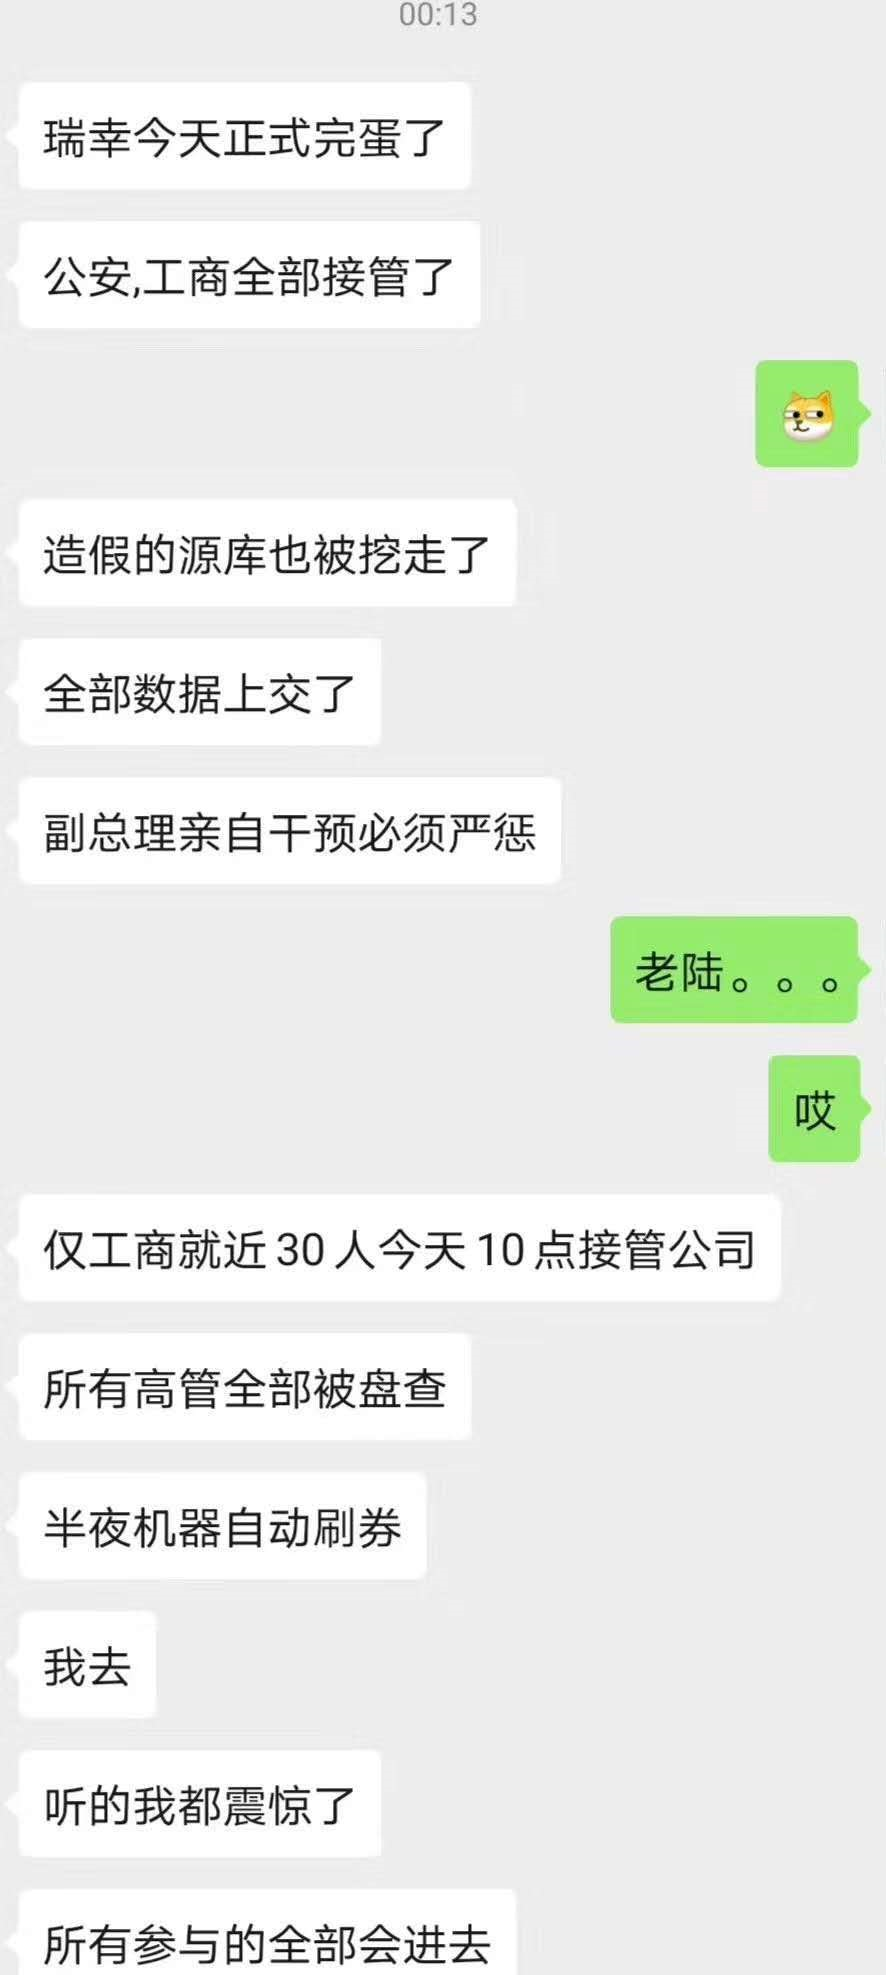 00:13
瑞幸今天正式完蛋了
公安,工商全部接管了
造假的源库也被挖走了
全部数据上交了
副总理亲自干预必须严惩
老陆。。。
哎
仅工商就近30人今天10点接管公司
所有高管全部被盘查
半夜机器自动刷券
我去
听的我都震惊了
所有参与的全部会进去